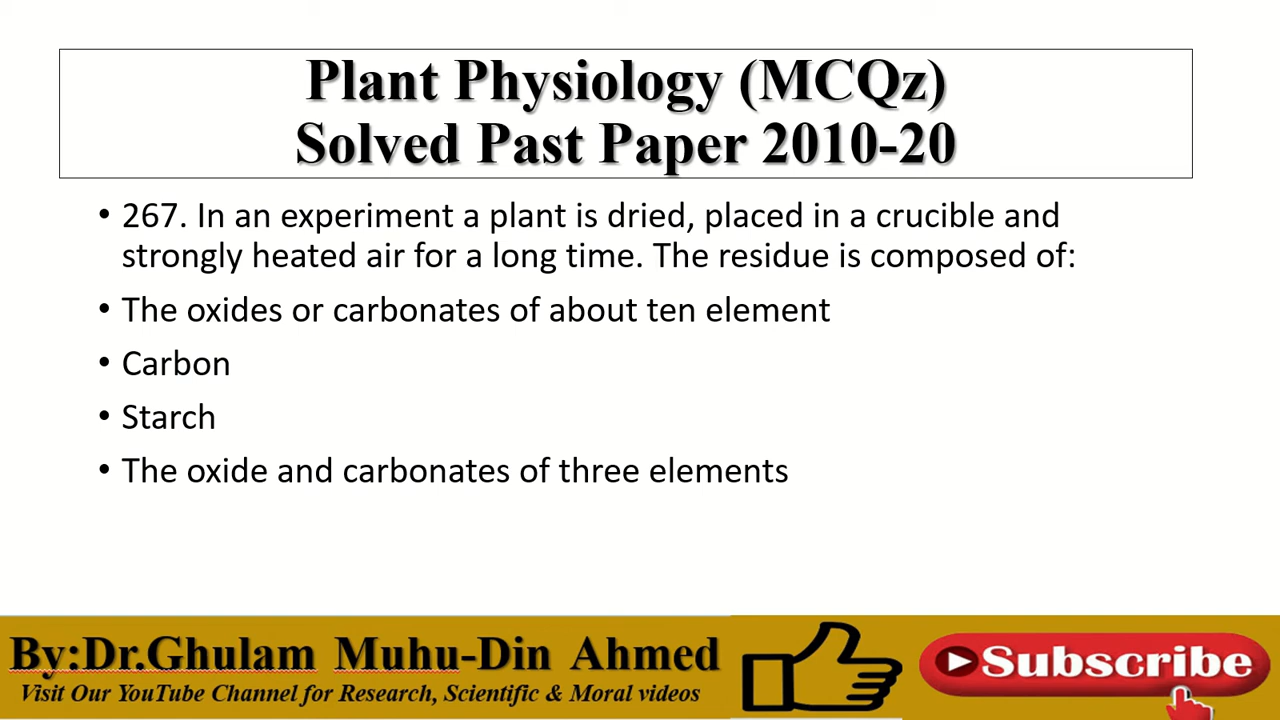 Plant Physiology (MCQz)
Solved Past Paper 2010-20
• 267. In an experiment a plant is dried, placed in a crucible and
strongly heated air for a long time. The residue is composed of:
• The oxides or carbonates of about ten element
• Carbon
• Starch
• The oxide and carbonates of three elements
By:Dr.Ghulam Muhu-Din Ahmed
Visit Our YouTube Channel for Research, Scientific & Moral videos
Subscribe